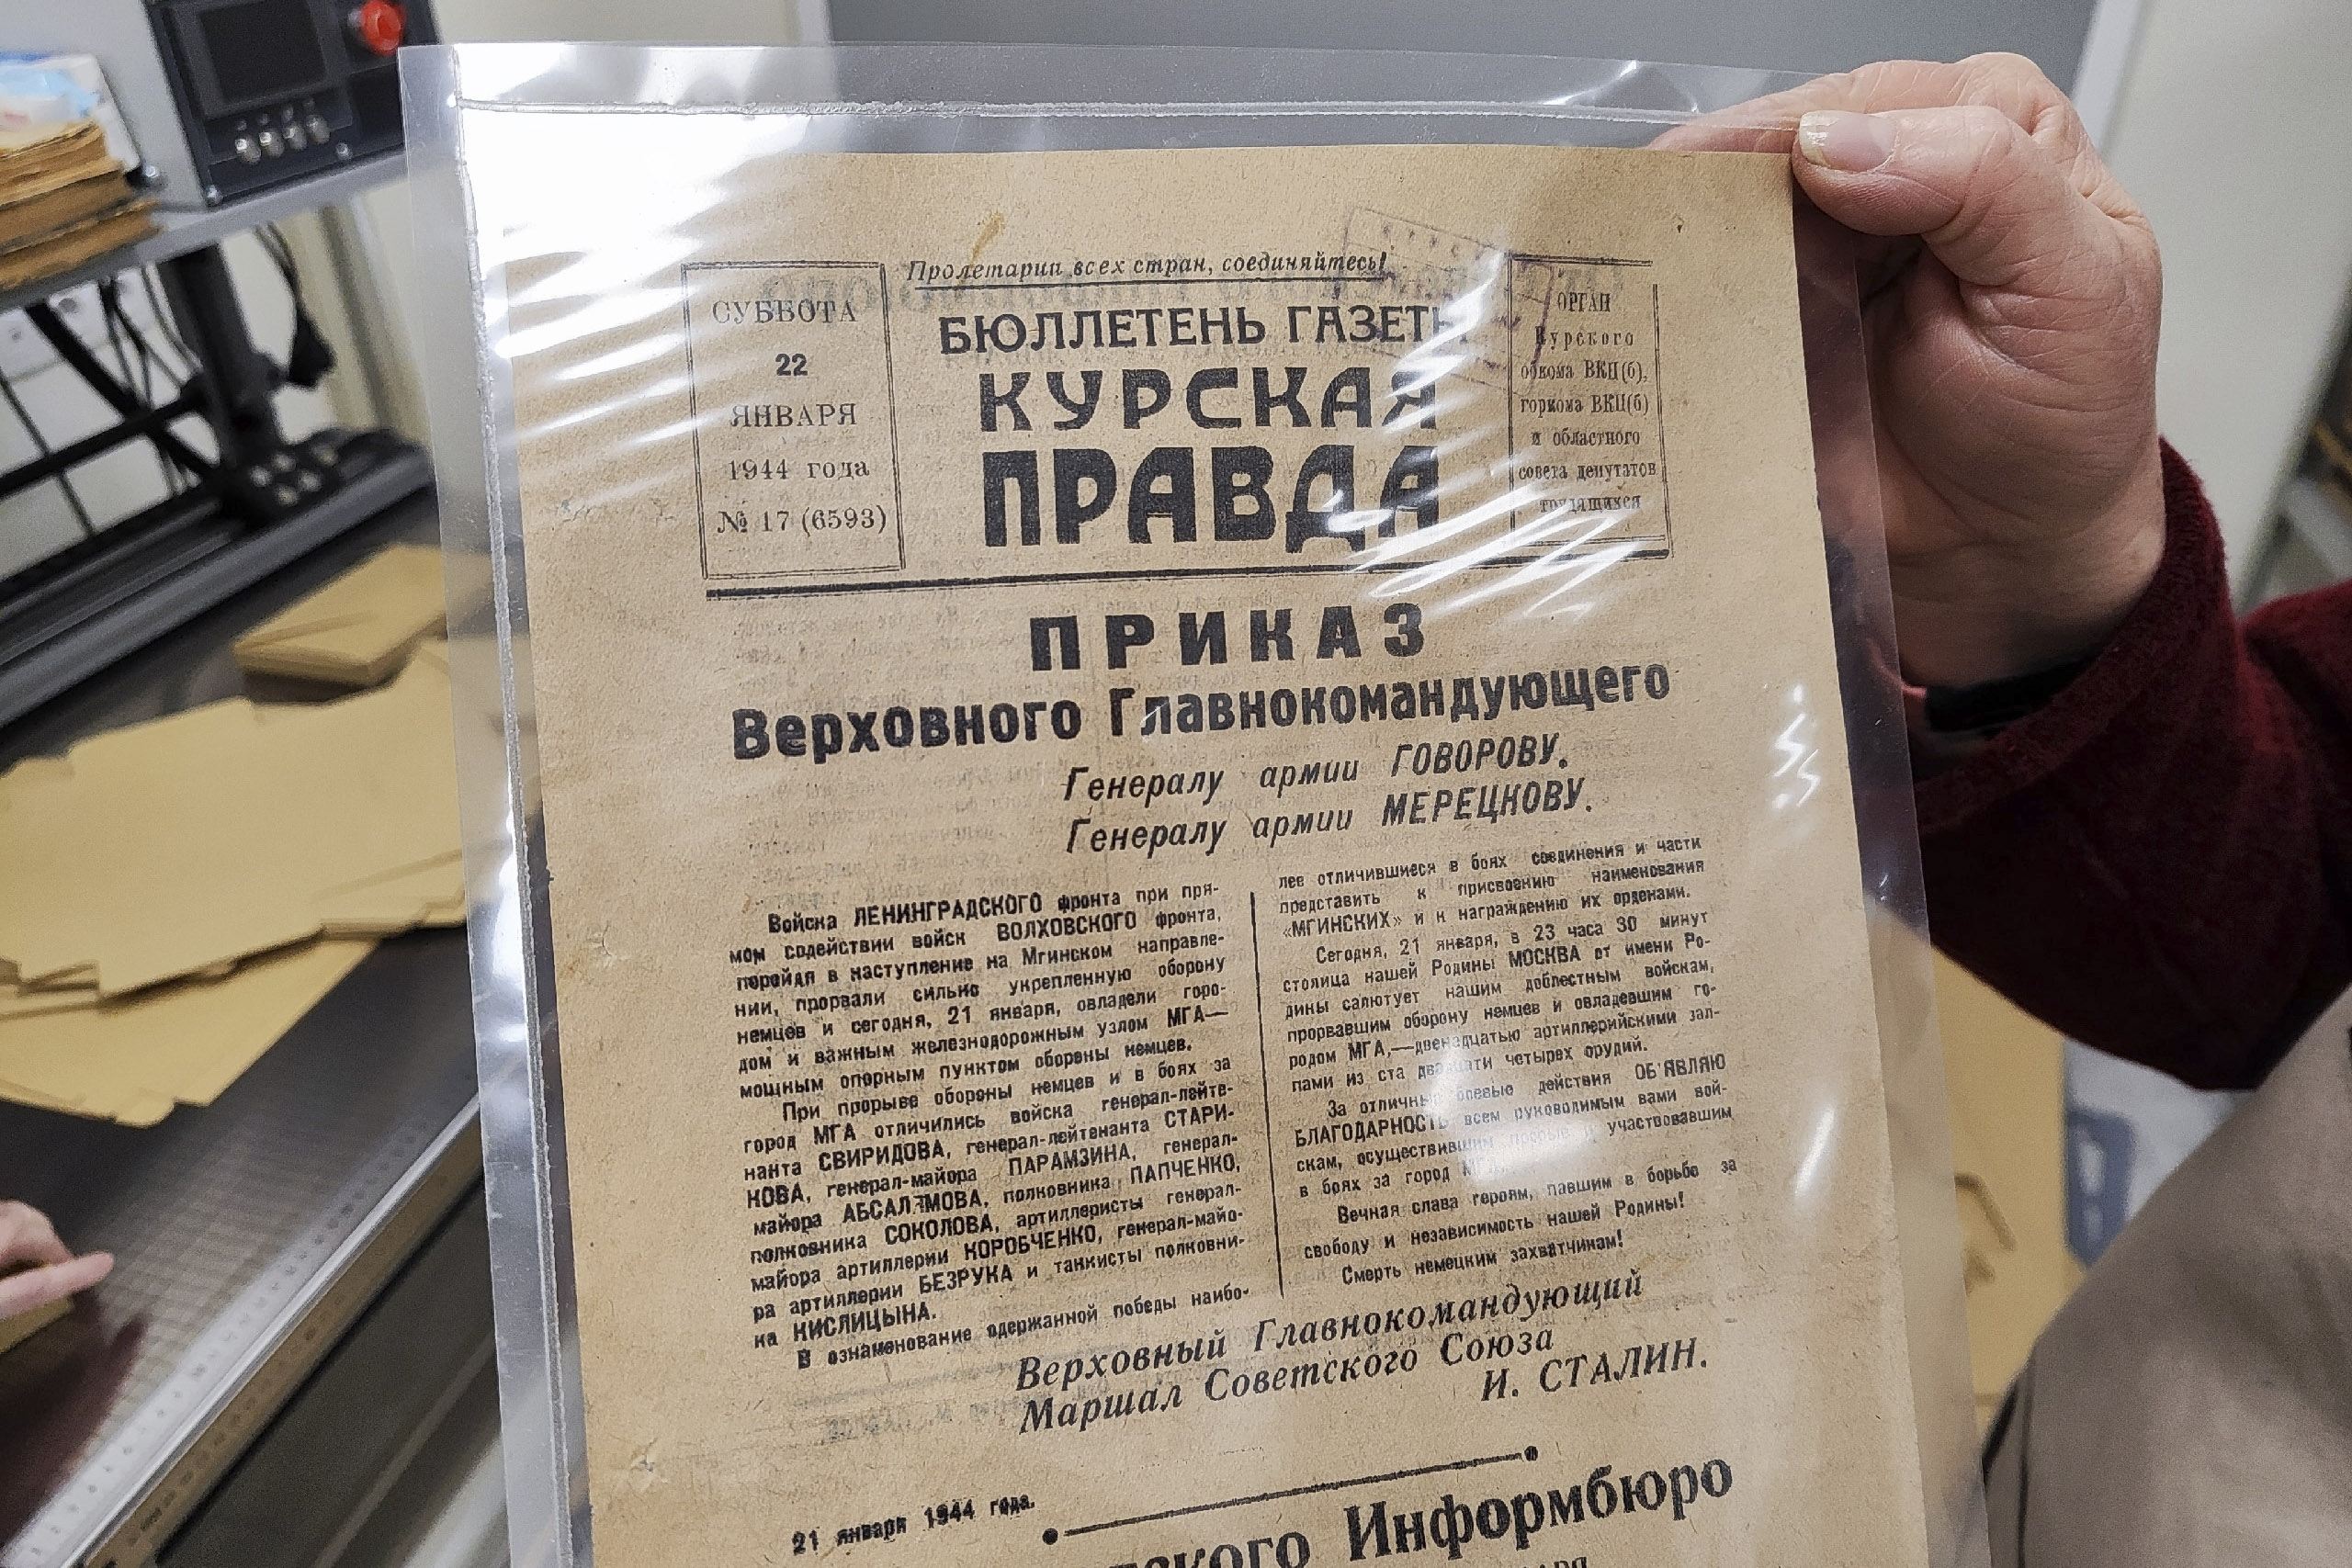 Пролетарии всех стран, соединяйтесь!
СУББОТА
22
ЯНВАРЯ
1944 года
№ 17 (6593)
БЮЛЛЕТЕНЬ ГАЗЕТЫ
КУРСКАЯ
ПРАВДА
ОРГАН
Курского
обкома ВКП(б),
горкома ВКП(б)
и областного
совета депутатов
трудящихся
ПРИКАЗ
Верховного Главнокомандующего
Генералу армии ГОВОРОВУ.
Генералу армии МЕРЕЦКОВУ.
Войска ЛЕНИНГРАДСКОГО фронта при пря-
мом содействии войск ВОЛХОВСКОГО фронта,
перейдя в наступление на Мгинском направле-
нии, прорвали сильно укрепленную оборону
немцев и сегодня, 21 января, овладели горо-
дом и важным железнодорожным узлом МГА—
мощным опорным пунктом обороны немцев.
При прорыве обороны немцев и в боях за
город МГА отличились войска генерал-лейте-
нанта СВИРИДОВА, генерал-лейтенанта СТАРИ-
КОВА, генерал-майора ПАРАМЗИНА, генерал-
майора АБСАЛЯМОВА, полковника ПАПЧЕНКО,
полковника СОКОЛОВА, артиллеристы генерал-
майора артиллерии КОРОБЧЕНКО, генерал-майо-
ра артиллерии БЕЗРУКА и танкисты полковни-
ка КИСЛИЦЫНА.
В ознаменование одержанной победы наибо-
лее отличившиеся в боях соединения и части
представить к присвоению наименования
«МГИНСКИХ» и к награждению их орденами.
Сегодня, 21 января, в 23 часа 30 минут
столица нашей Родины МОСКВА от имени Ро-
дины салютует нашим доблестным войскам,
прорвавшим оборону немцев и овладевшим го-
родом МГА,—двенадцатью артиллерийскими зал-
пами из ста двадцати четырех орудий.
За отличные боевые действия ОБ'ЯВЛЯЮ
БЛАГОДАРНОСТЬ всем руководимым вами вой-
скам, осуществившим прорыв и участвовавшим
в боях за город
Вечная слава героям, павшим в борьбе за
свободу и независимость нашей Родины!
Смерть немецким захватчикам!
Верховный Главнокомандующий
Маршал Советского Союза
И. СТАЛИН.
21 января 1944 года.
Информбюро